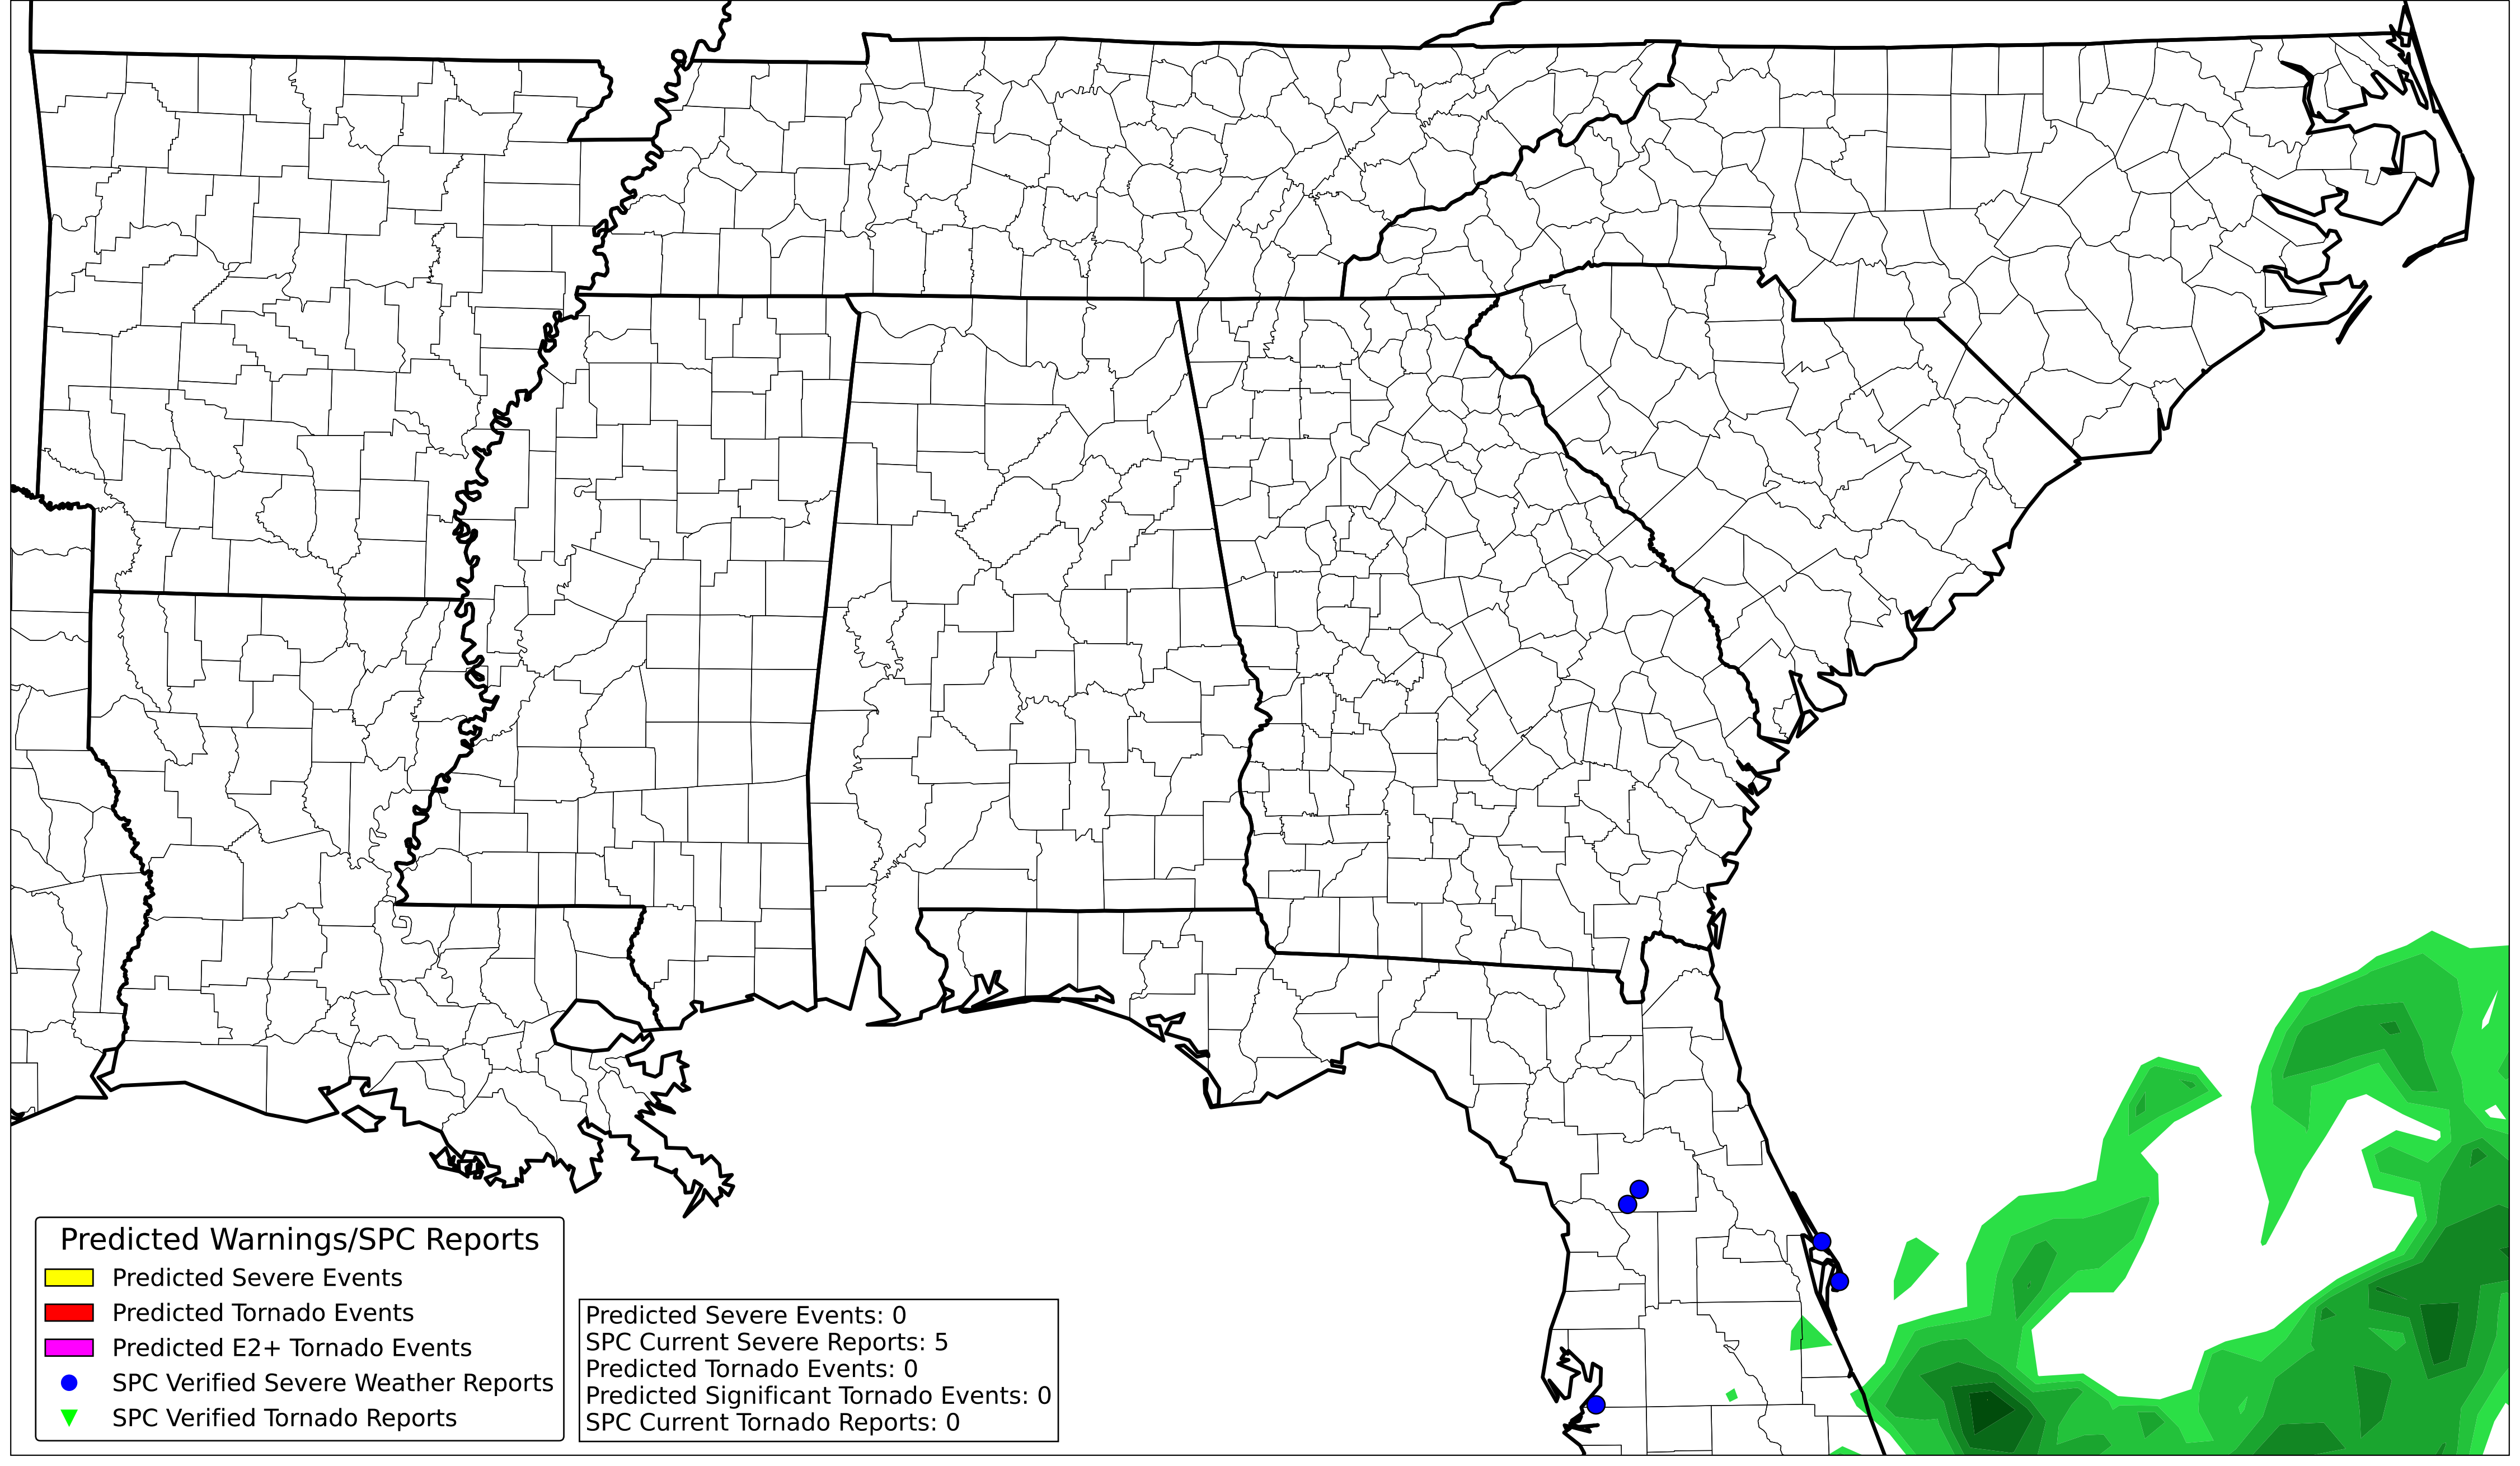 Predicted Warnings/SPC Reports
Predicted Severe Events
Predicted Tornado Events
Predicted E2+ Tornado Events
SPC Verified Severe Weather Reports
SPC Verified Tornado Reports
Predicted Severe Events: 0
SPC Current Severe Reports: 5
Predicted Tornado Events: 0
Predicted Significant Tornado Events: 0
SPC Current Tornado Reports: 0